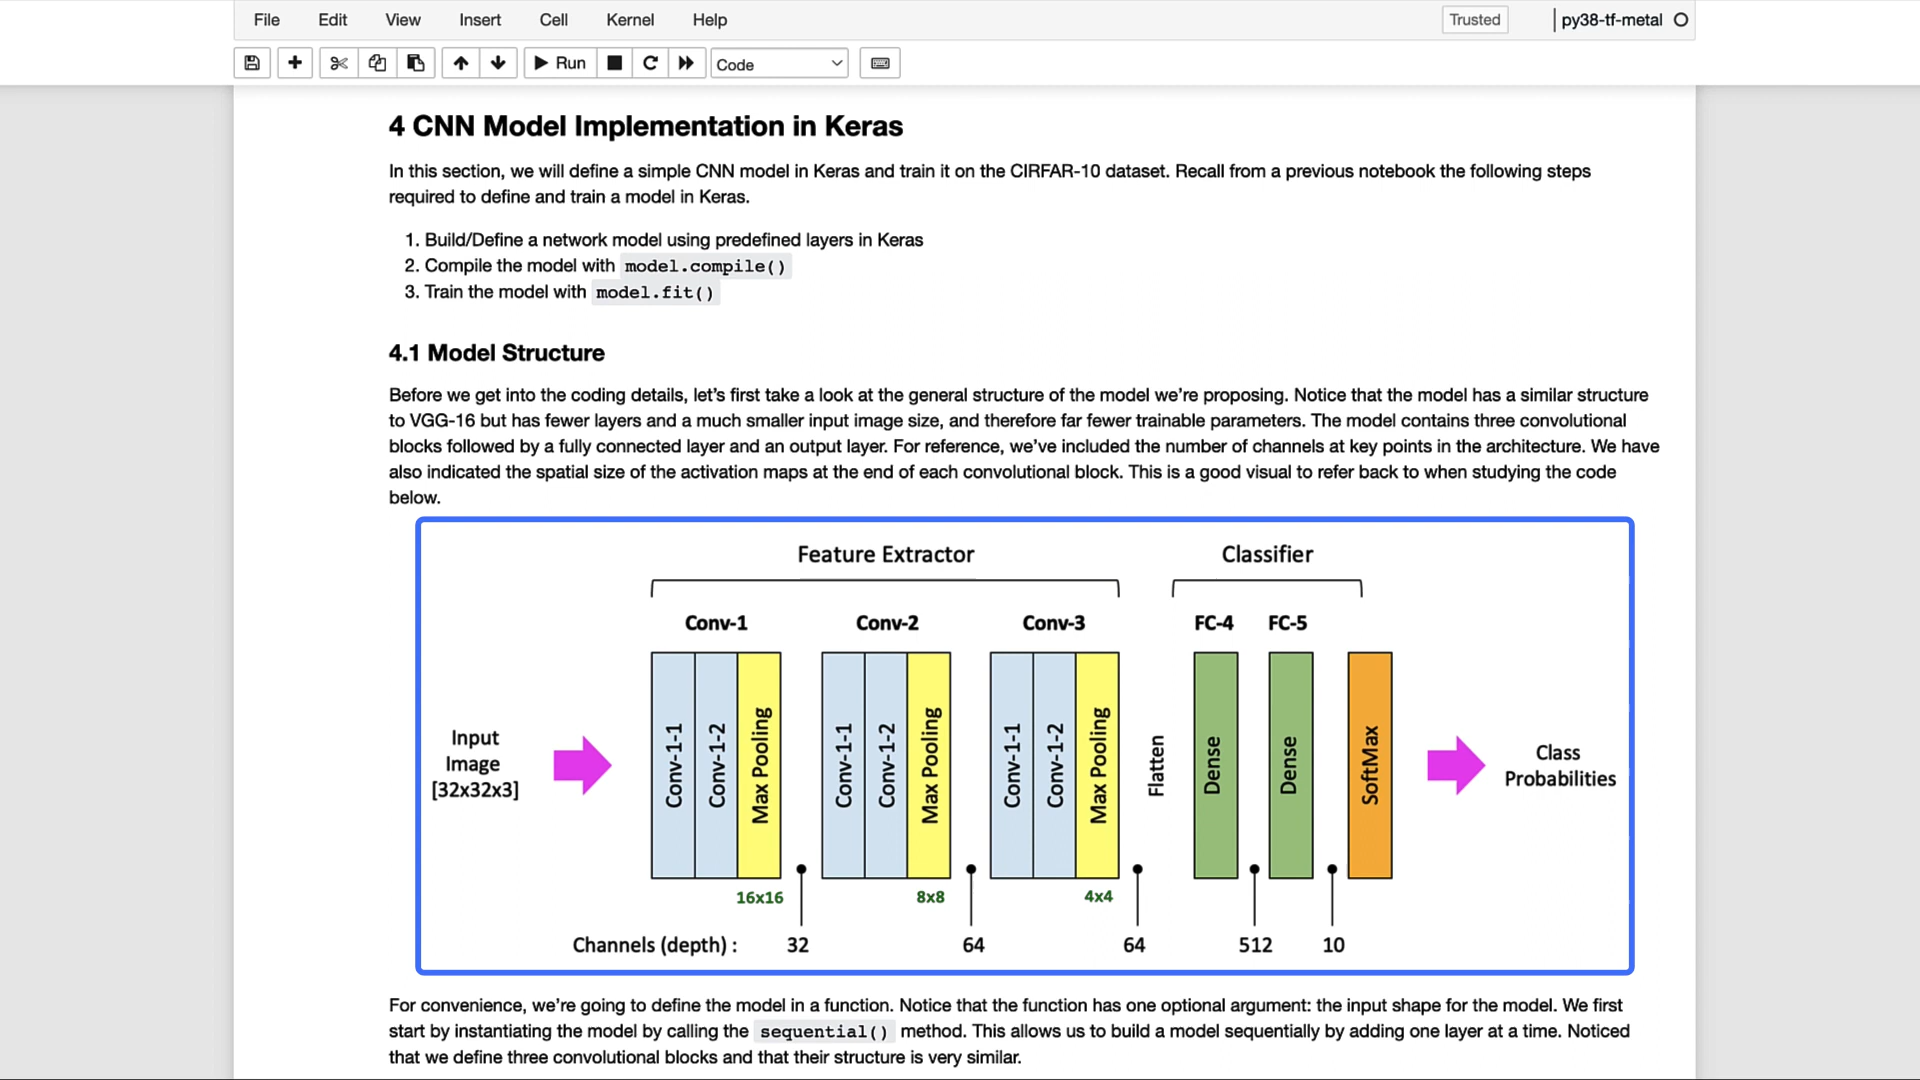 File Edit View Insert Cell Kernel Help Trusted py38-tf-metal
Run Code
4 CNN Model Implementation in Keras
In this section, we will define a simple CNN model in Keras and train it on the CIRFAR-10 dataset. Recall from a previous notebook the following steps
required to define and train a model in Keras.
1. Build/Define a network model using predefined layers in Keras
2. Compile the model with model.compile()
3. Train the model with model.fit()
4.1 Model Structure
Before we get into the coding details, let's first take a look at the general structure of the model we're proposing. Notice that the model has a similar structure
to VGG-16 but has fewer layers and a much smaller input image size, and therefore far fewer trainable parameters. The model contains three convolutional
blocks followed by a fully connected layer and an output layer. For reference, we've included the number of channels at key points in the architecture. We have
also indicated the spatial size of the activation maps at the end of each convolutional block. This is a good visual to refer back to when studying the code
below.
Feature Extractor Classifier
Conv-1 Conv-2 Conv-3 FC-4 FC-5
Input
Image
[32x32x3]
Conv-1-1
Conv-1-2
Max Pooling
Conv-1-1
Conv-1-2
Max Pooling
Conv-1-1
Conv-1-2
Max Pooling
Flatten
Dense
Dense
SoftMax
Class
Probabilities
16x16 8x8 4x4
Channels (depth) : 32 64 64 512 10
For convenience, we're going to define the model in a function. Notice that the function has one optional argument: the input shape for the model. We first
start by instantiating the model by calling the sequential() method. This allows us to build a model sequentially by adding one layer at a time. Noticed
that we define three convolutional blocks and that their structure is very similar.